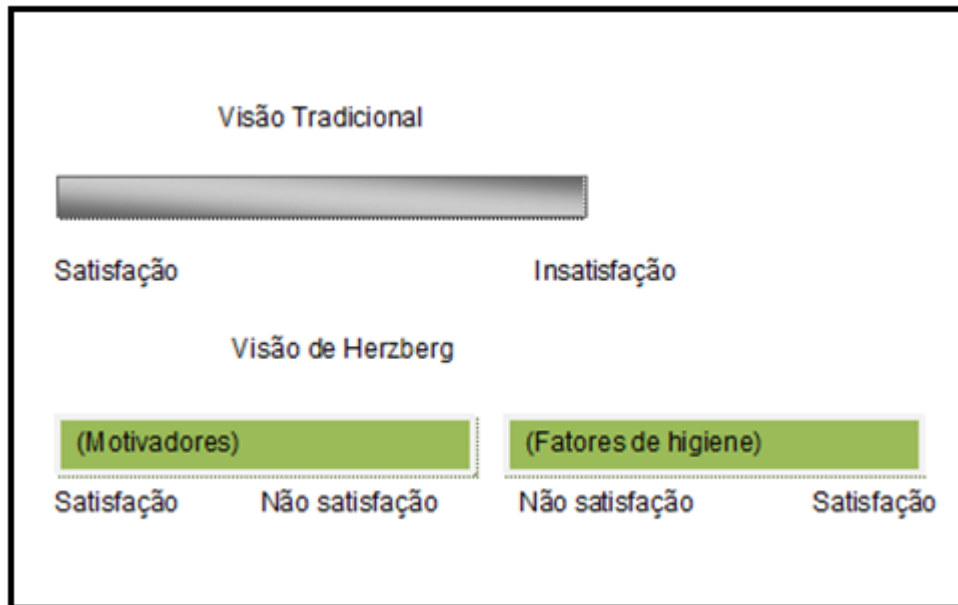 Visão Tradicional
Satisfação Insatisfação
Visão de Herzberg
(Motivadores) (Fatores de higiene)
Satisfação Não satisfação Não satisfação Satisfação